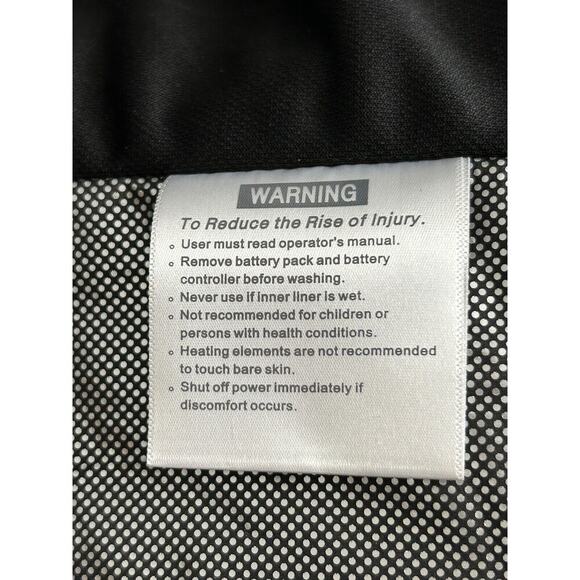 WARNING
To Reduce the Rise of Injury.
◦ User must read operator's manual.
◦ Remove battery pack and battery
controller before washing.
◦ Never use if inner liner is wet.
◦ Not recommended for children or
persons with health conditions.
◦ Heating elements are not recommended
to touch bare skin.
◦ Shut off power immediately if
discomfort occurs.